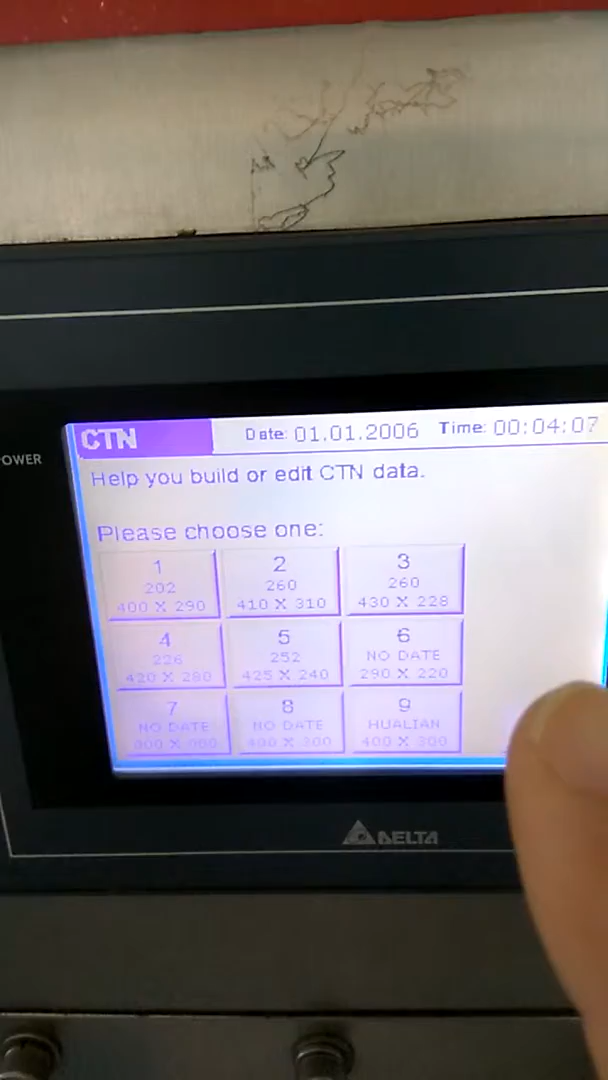 POWER
CTN
Date: 01.01.2006 Time: 00:04:07
Help you build or edit CTN data.
Please choose one:
1
202
400 X 290
2
260
410 X 310
3
260
430 X 228
4
226
420 X 280
5
252
425 X 240
6
NO DATE
290 X 220
7
NO DATE
8
NO DATE
400 X 300
9
HUALIAN
400 X 300
DELTA